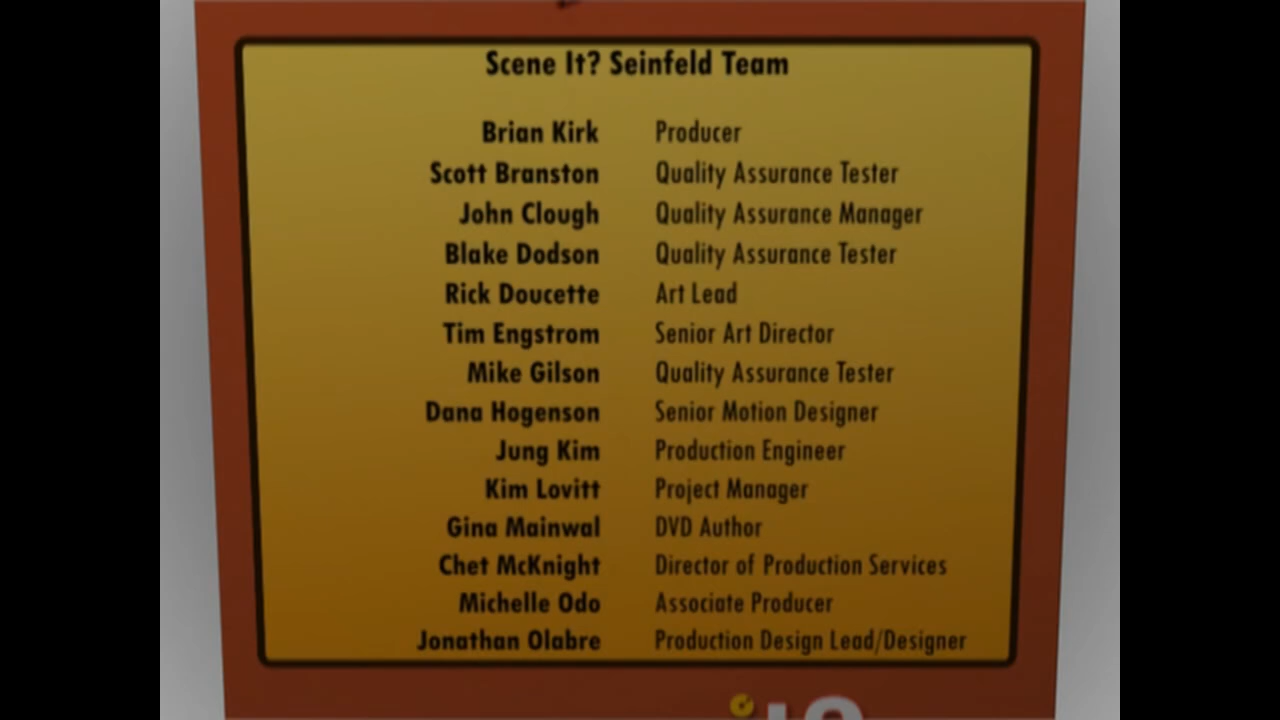 Scene It? Seinfeld Team
Brian Kirk Producer
Scott Branston Quality Assurance Tester
John Clough Quality Assurance Manager
Blake Dodson Quality Assurance Tester
Rick Doucette Art Lead
Tim Engstrom Senior Art Director
Mike Gilson Quality Assurance Tester
Dana Hogenson Senior Motion Designer
Jung Kim Production Engineer
Kim Lovitt Project Manager
Gina Mainwal DVD Author
Chet McKnight Director of Production Services
Michelle Odo Associate Producer
Jonathan Olabre Production Design Lead/Designer